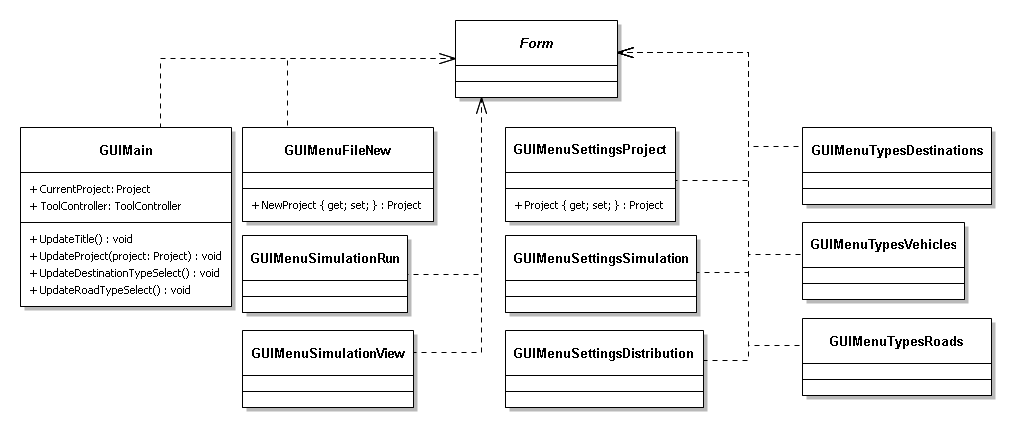 Form
GUIMain
+ CurrentProject: Project
+ ToolController: ToolController
+ UpdateTitle() : void
+ UpdateProject(project: Project) : void
+ UpdateDestinationTypeSelect() : void
+ UpdateRoadTypeSelect() : void
GUIMenuFileNew
+ NewProject { get; set; } : Project
GUIMenuSimulationRun
GUIMenuSimulationView
GUIMenuSettingsProject
+ Project { get; set; } : Project
GUIMenuSettingsSimulation
GUIMenuSettingsDistribution
GUIMenuTypesDestinations
GUIMenuTypesVehicles
GUIMenuTypesRoads